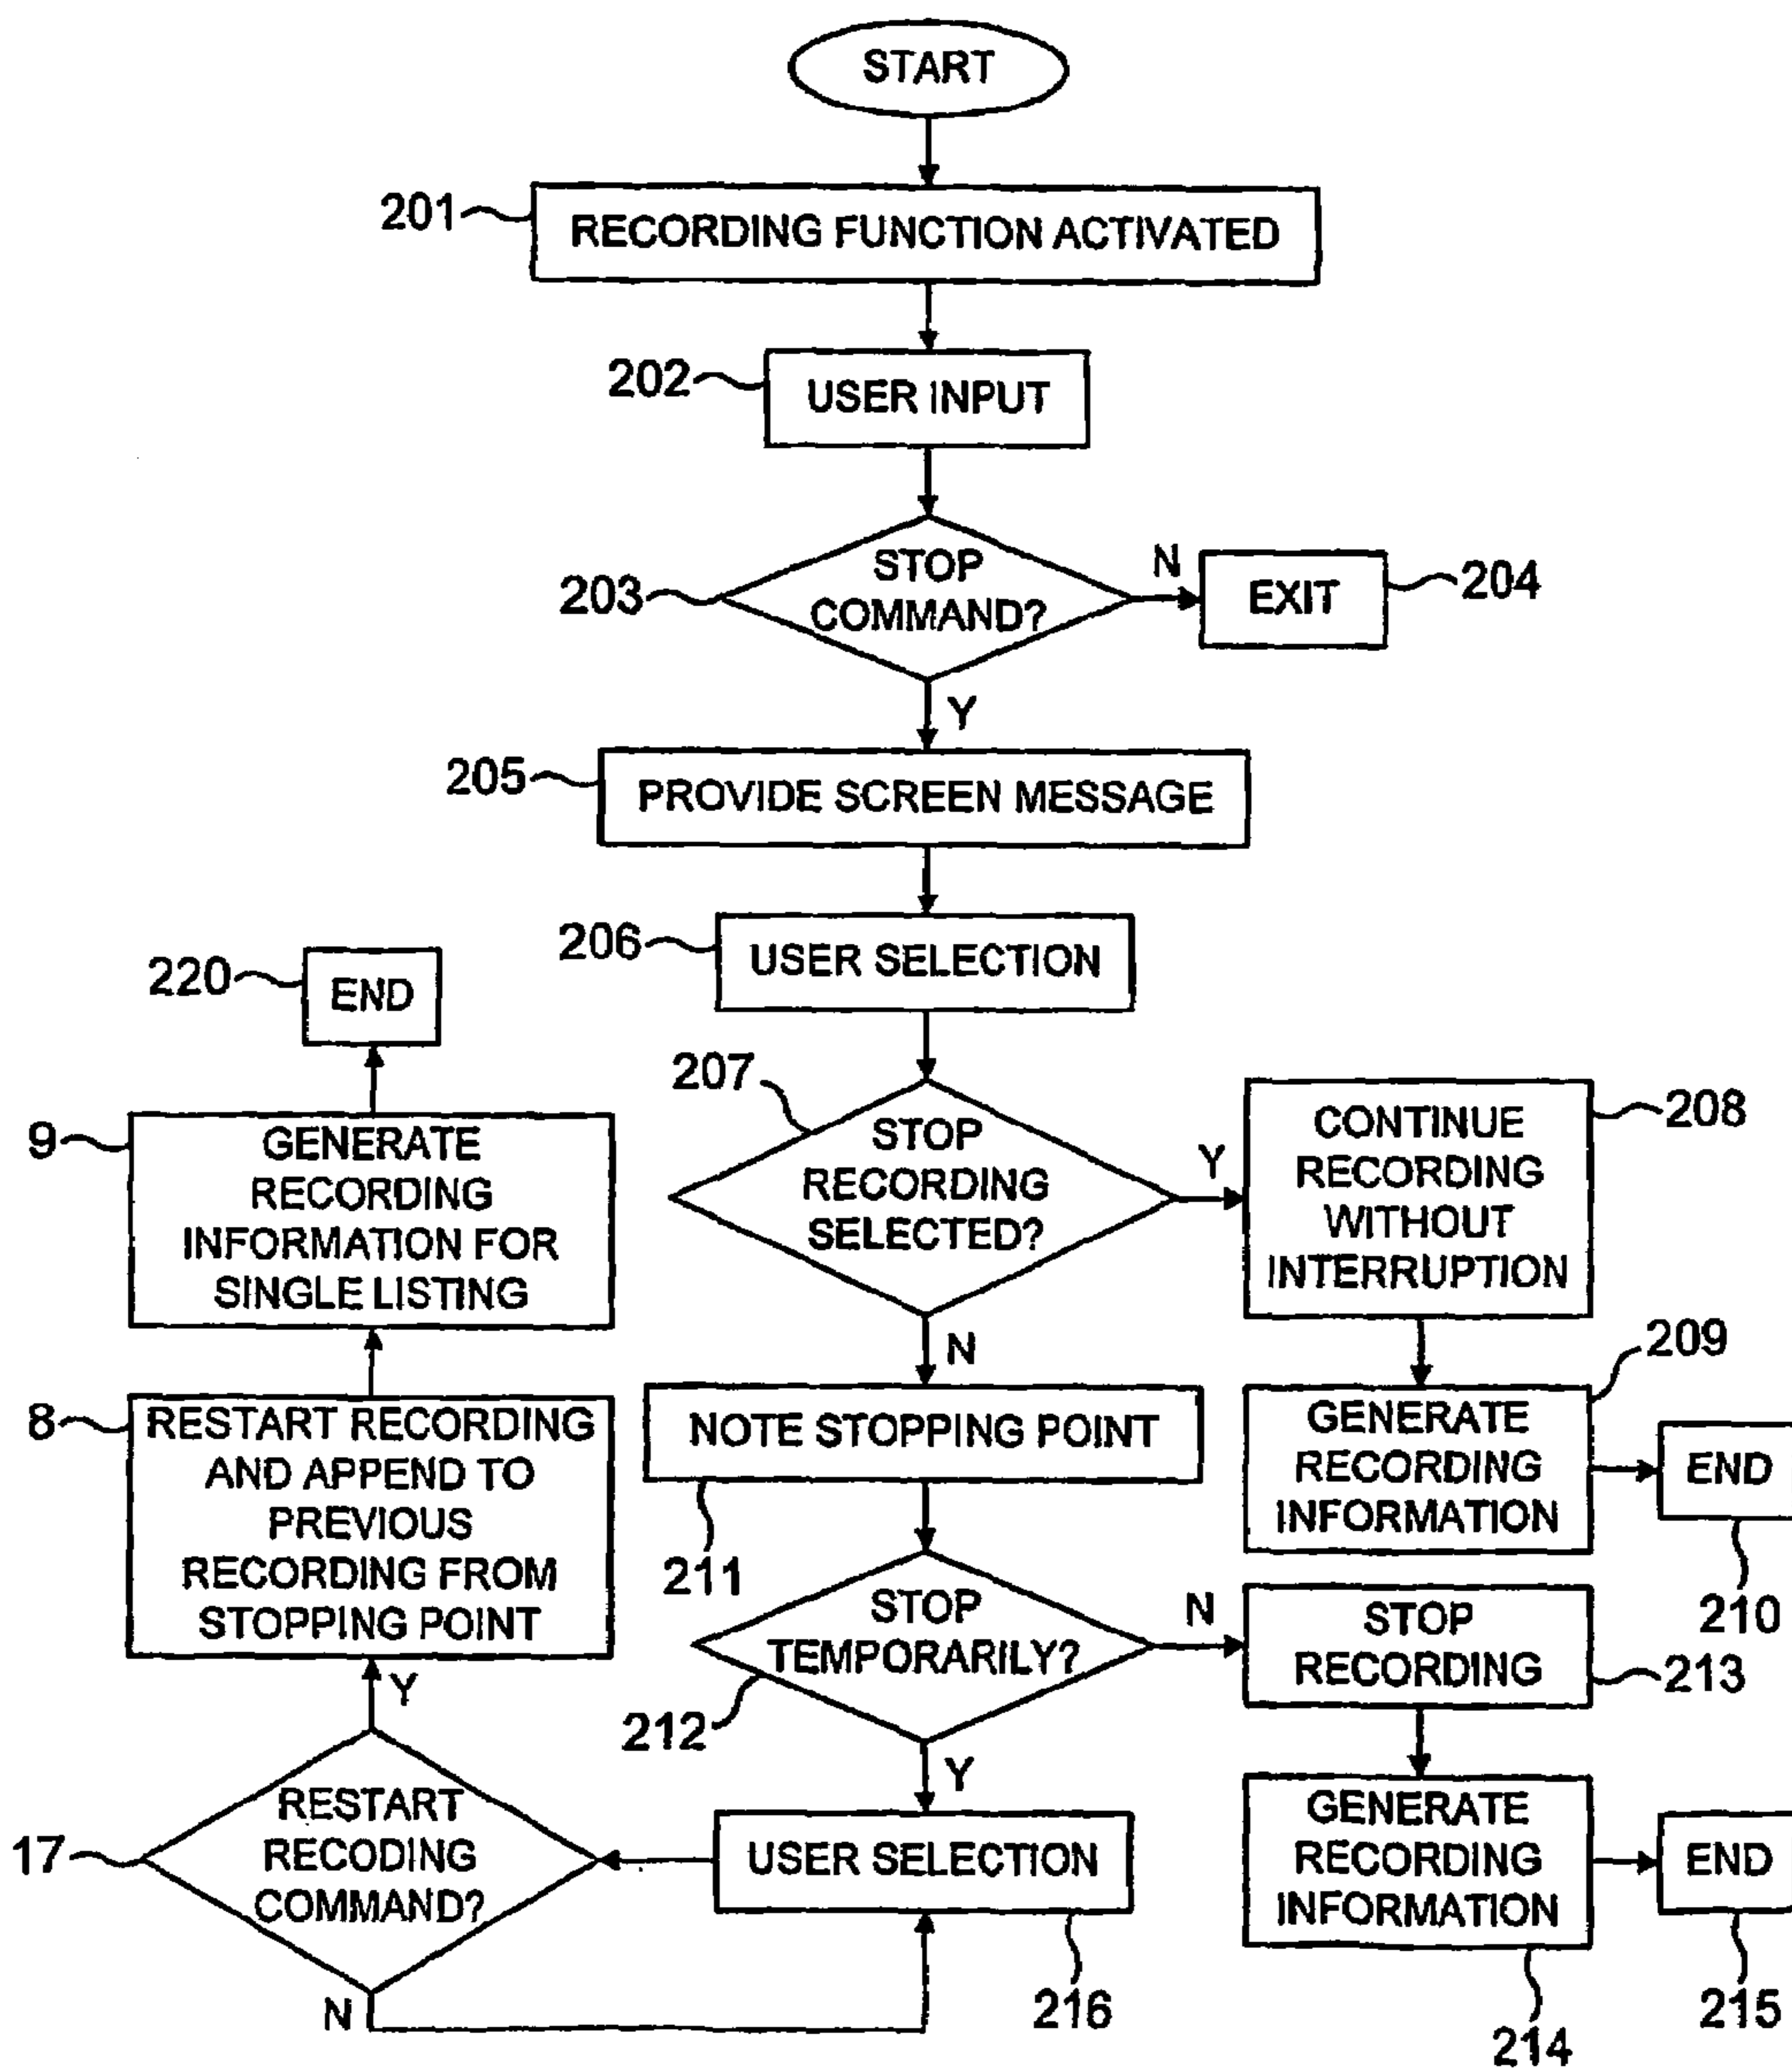 START
201
RECORDING FUNCTION ACTIVATED
202
USER INPUT
203
STOP
COMMAND?
N
EXIT
204
Y
205
PROVIDE SCREEN MESSAGE
206
USER SELECTION
220
END
207
STOP
RECORDING
SELECTED?
Y
CONTINUE
RECORDING
WITHOUT
INTERRUPTION
208
9
GENERATE
RECORDING
INFORMATION FOR
SINGLE LISTING
N
209
GENERATE
RECORDING
INFORMATION
END
210
8
RESTART RECORDING
AND APPEND TO
PREVIOUS
RECORDING FROM
STOPPING POINT
NOTE STOPPING POINT
211
STOP
TEMPORARILY?
212
N
STOP
RECORDING
213
Y
Y
17
RESTART
RECODING
COMMAND?
N
USER SELECTION
216
GENERATE
RECORDING
INFORMATION
214
END
215